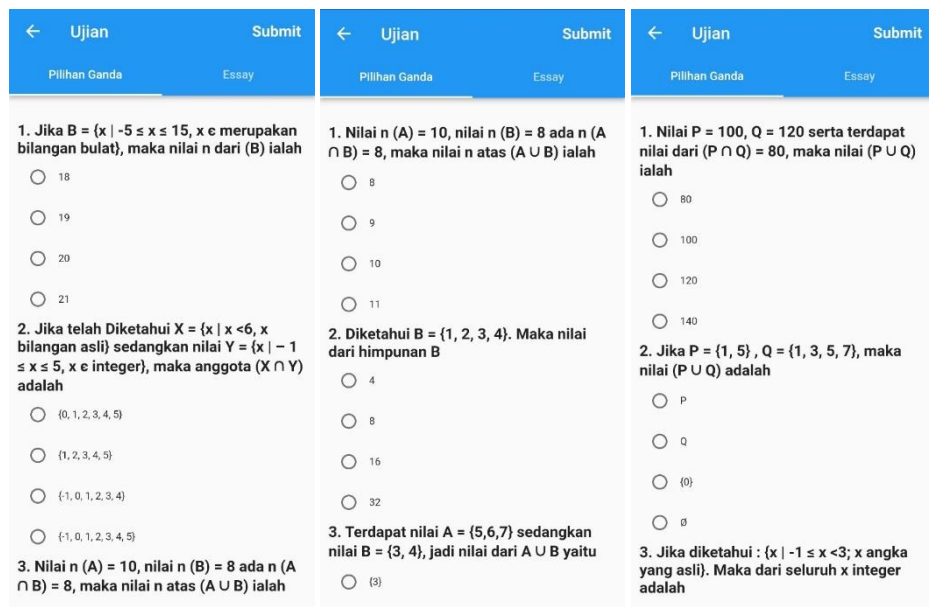 Ujian Submit
Pilihan Ganda Essay
1. Jika B = {x | -5 ≤ x ≤ 15, x є merupakan
bilangan bulat}, maka nilai n dari (B) ialah
18
19
20
21
2. Jika telah Diketahui X = {x | x <6, x
bilangan asli} sedangkan nilai Y = {x | − 1
≤ x ≤ 5, x є integer}, maka anggota (X ∩ Y)
adalah
{0, 1, 2, 3, 4, 5}
{1, 2, 3, 4, 5}
{-1, 0, 1, 2, 3, 4}
{-1, 0, 1, 2, 3, 4, 5}
3. Nilai n (A) = 10, nilai n (B) = 8 ada n (A
∩ B) = 8, maka nilai n atas (A ∪ B) ialah
Ujian Submit
Pilihan Ganda Essay
1. Nilai n (A) = 10, nilai n (B) = 8 ada n (A
∩ B) = 8, maka nilai n atas (A ∪ B) ialah
8
9
10
11
2. Diketahui B = {1, 2, 3, 4}. Maka nilai
dari himpunan B
4
8
16
32
3. Terdapat nilai A = {5,6,7} sedangkan
nilai B = {3, 4}, jadi nilai dari A ∪ B yaitu
{3}
Ujian Submit
Pilihan Ganda Essay
1. Nilai P = 100, Q = 120 serta terdapat
nilai dari (P ∩ Q) = 80, maka nilai (P ∪ Q)
ialah
80
100
120
140
2. Jika P = {1, 5} , Q = {1, 3, 5, 7}, maka
nilai (P ∪ Q) adalah
P
Q
{0}
Ø
3. Jika diketahui : {x | -1 ≤ x <3; x angka
yang asli}. Maka dari seluruh x integer
adalah